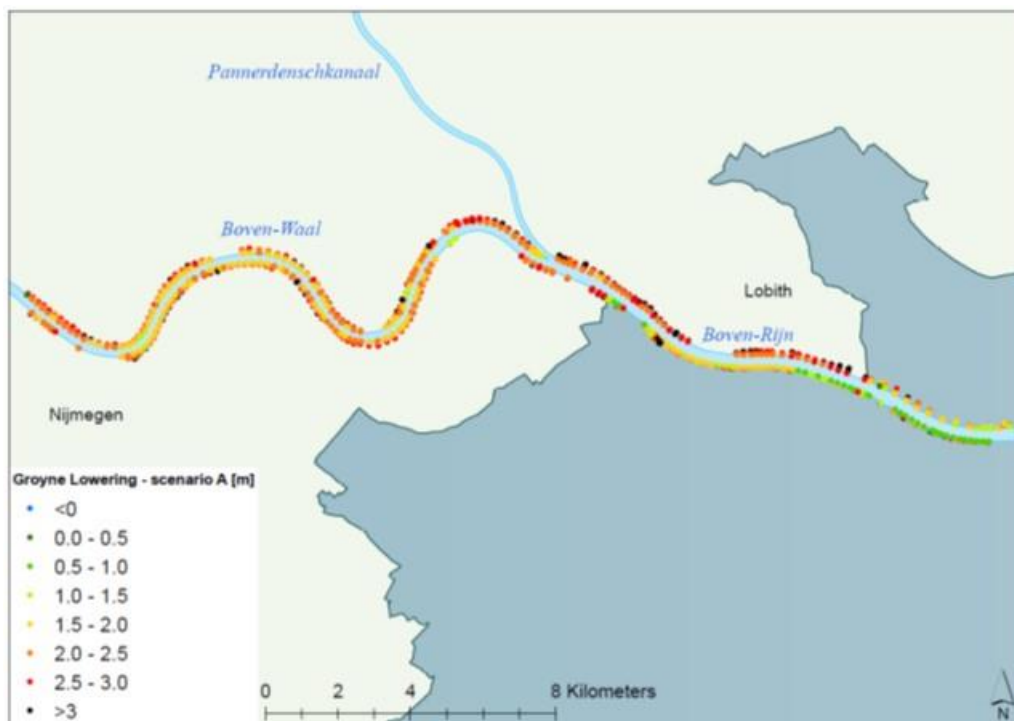 Pannerdenschkanaal
Boven-Waal
Lobith
Boven-Rijn
Nijmegen
Groyne Lowering - scenario A [m]
<0
0.0 - 0.5
0.5 - 1.0
1.0 - 1.5
1.5 - 2.0
2.0 - 2.5
2.5 - 3.0
>3
0 2 4 8 Kilometers
N